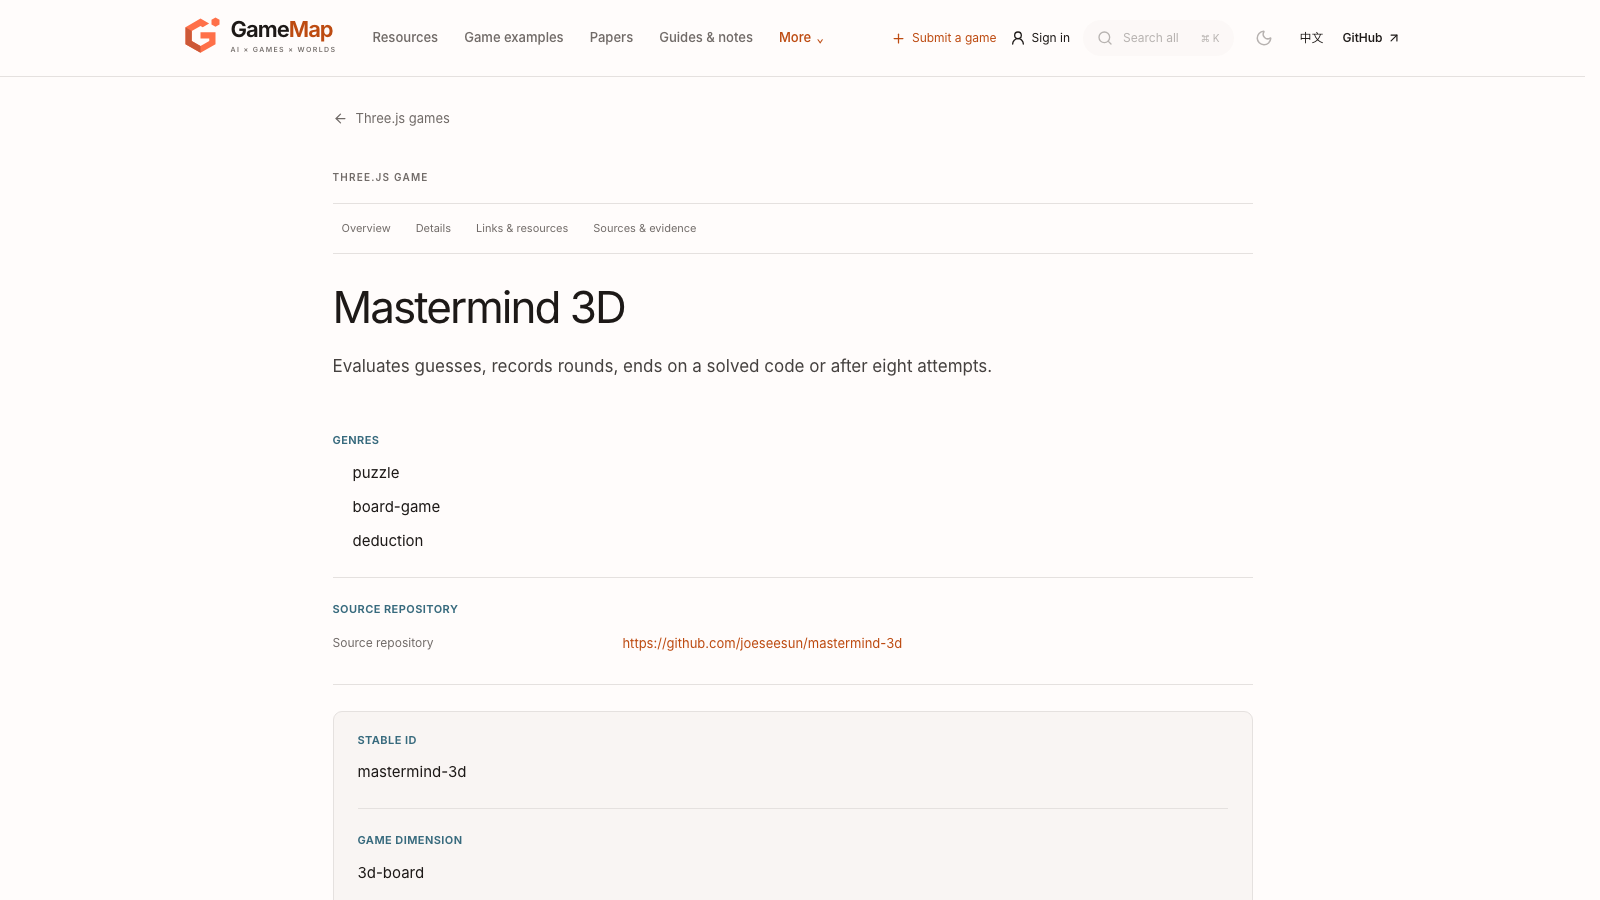 GameMap
AI × GAMES × WORLDS
Resources
Game examples
Papers
Guides & notes
More
Submit a game
Sign in
Search all
⌘ K
中文
GitHub
Three.js games
THREE.JS GAME
Overview
Details
Links & resources
Sources & evidence
Mastermind 3D
Evaluates guesses, records rounds, ends on a solved code or after eight attempts.
GENRES
puzzle
board-game
deduction
SOURCE REPOSITORY
Source repository
https://github.com/joeseesun/mastermind-3d
STABLE ID
mastermind-3d
GAME DIMENSION
3d-board